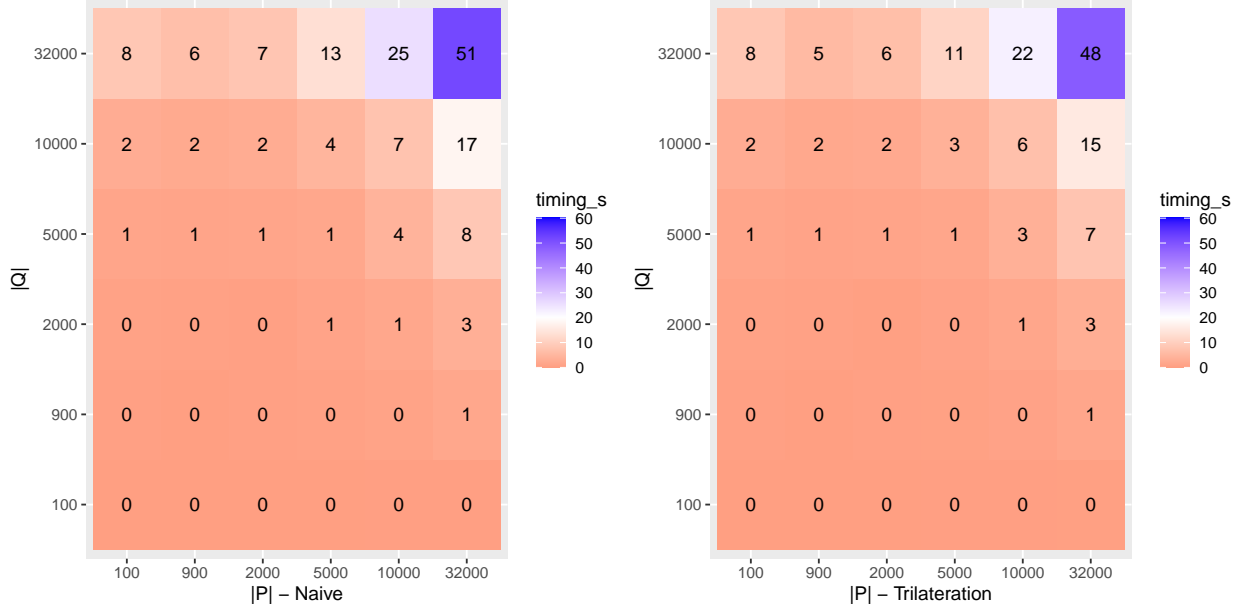 32000 8 6 7 13 25 51
10000 2 2 2 4 7 17
5000 1 1 1 1 4 8
2000 0 0 0 1 1 3
900 0 0 0 0 0 1
100 0 0 0 0 0 0
100 900 2000 5000 10000 32000
|P| − Naive
|Q|
timing_s
60
50
40
30
20
10
0
32000 8 5 6 11 22 48
10000 2 2 2 3 6 15
5000 1 1 1 1 3 7
2000 0 0 0 0 1 3
900 0 0 0 0 0 1
100 0 0 0 0 0 0
100 900 2000 5000 10000 32000
|P| − Trilateration
|Q|
timing_s
60
50
40
30
20
10
0